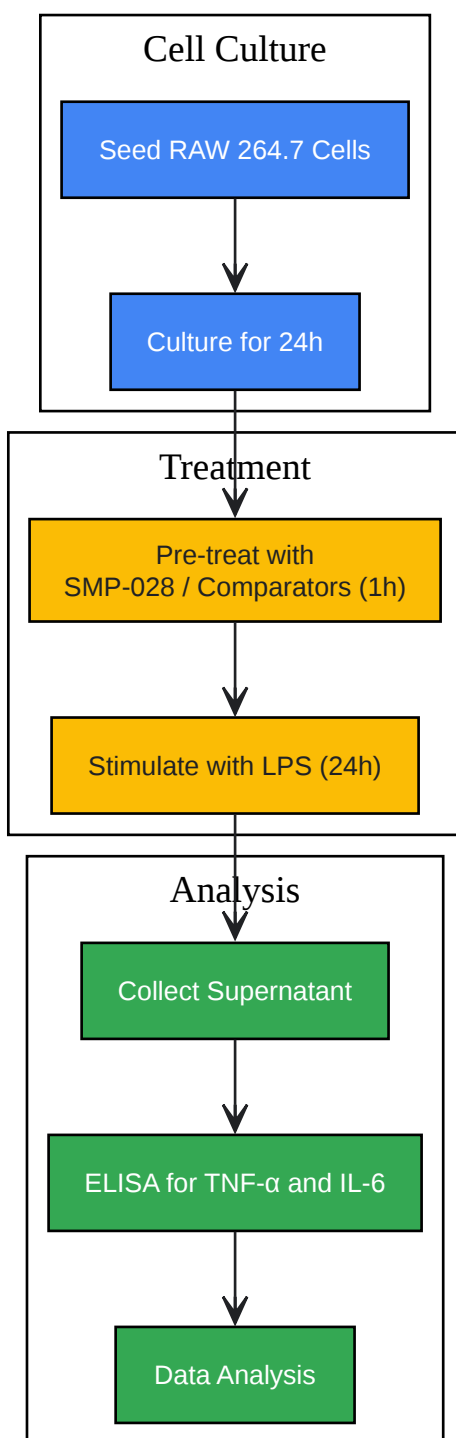 Cell Culture
Seed RAW 264.7 Cells
Culture for 24h
Treatment
Pre-treat with
SMP-028 / Comparators (1h)
Stimulate with LPS (24h)
Analysis
Collect Supernatant
ELISA for TNF-α and IL-6
Data Analysis